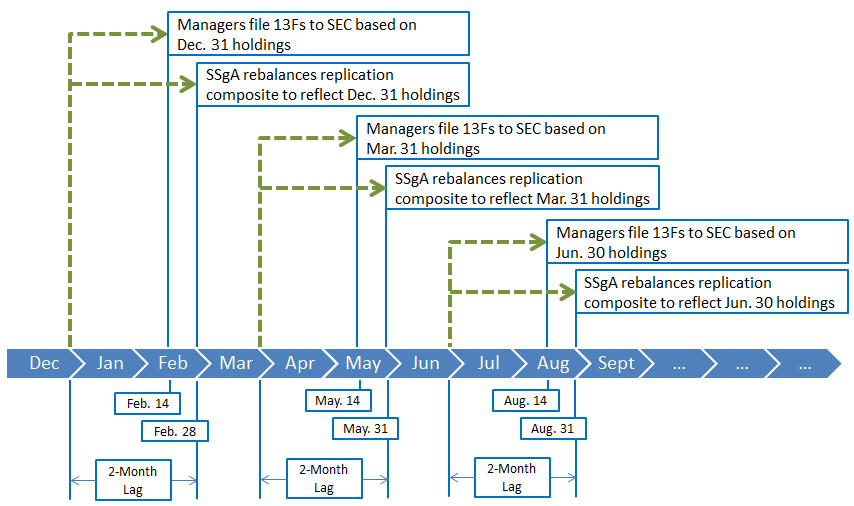 Managers file 13Fs to SEC based on
Dec. 31 holdings
SSgA rebalances replication
composite to reflect Dec. 31 holdings
Managers file 13Fs to SEC based on
Mar. 31 holdings
SSgA rebalances replication
composite to reflect Mar. 31 holdings
Managers file 13Fs to SEC based on
Jun. 30 holdings
SSgA rebalances replication
composite to reflect Jun. 30 holdings
Dec Jan Feb Mar Apr May Jun Jul Aug Sept ... ... ...
Feb. 14 May. 14 Aug. 14
Feb. 28 May. 31 Aug. 31
2-Month
Lag
2-Month
Lag
2-Month
Lag